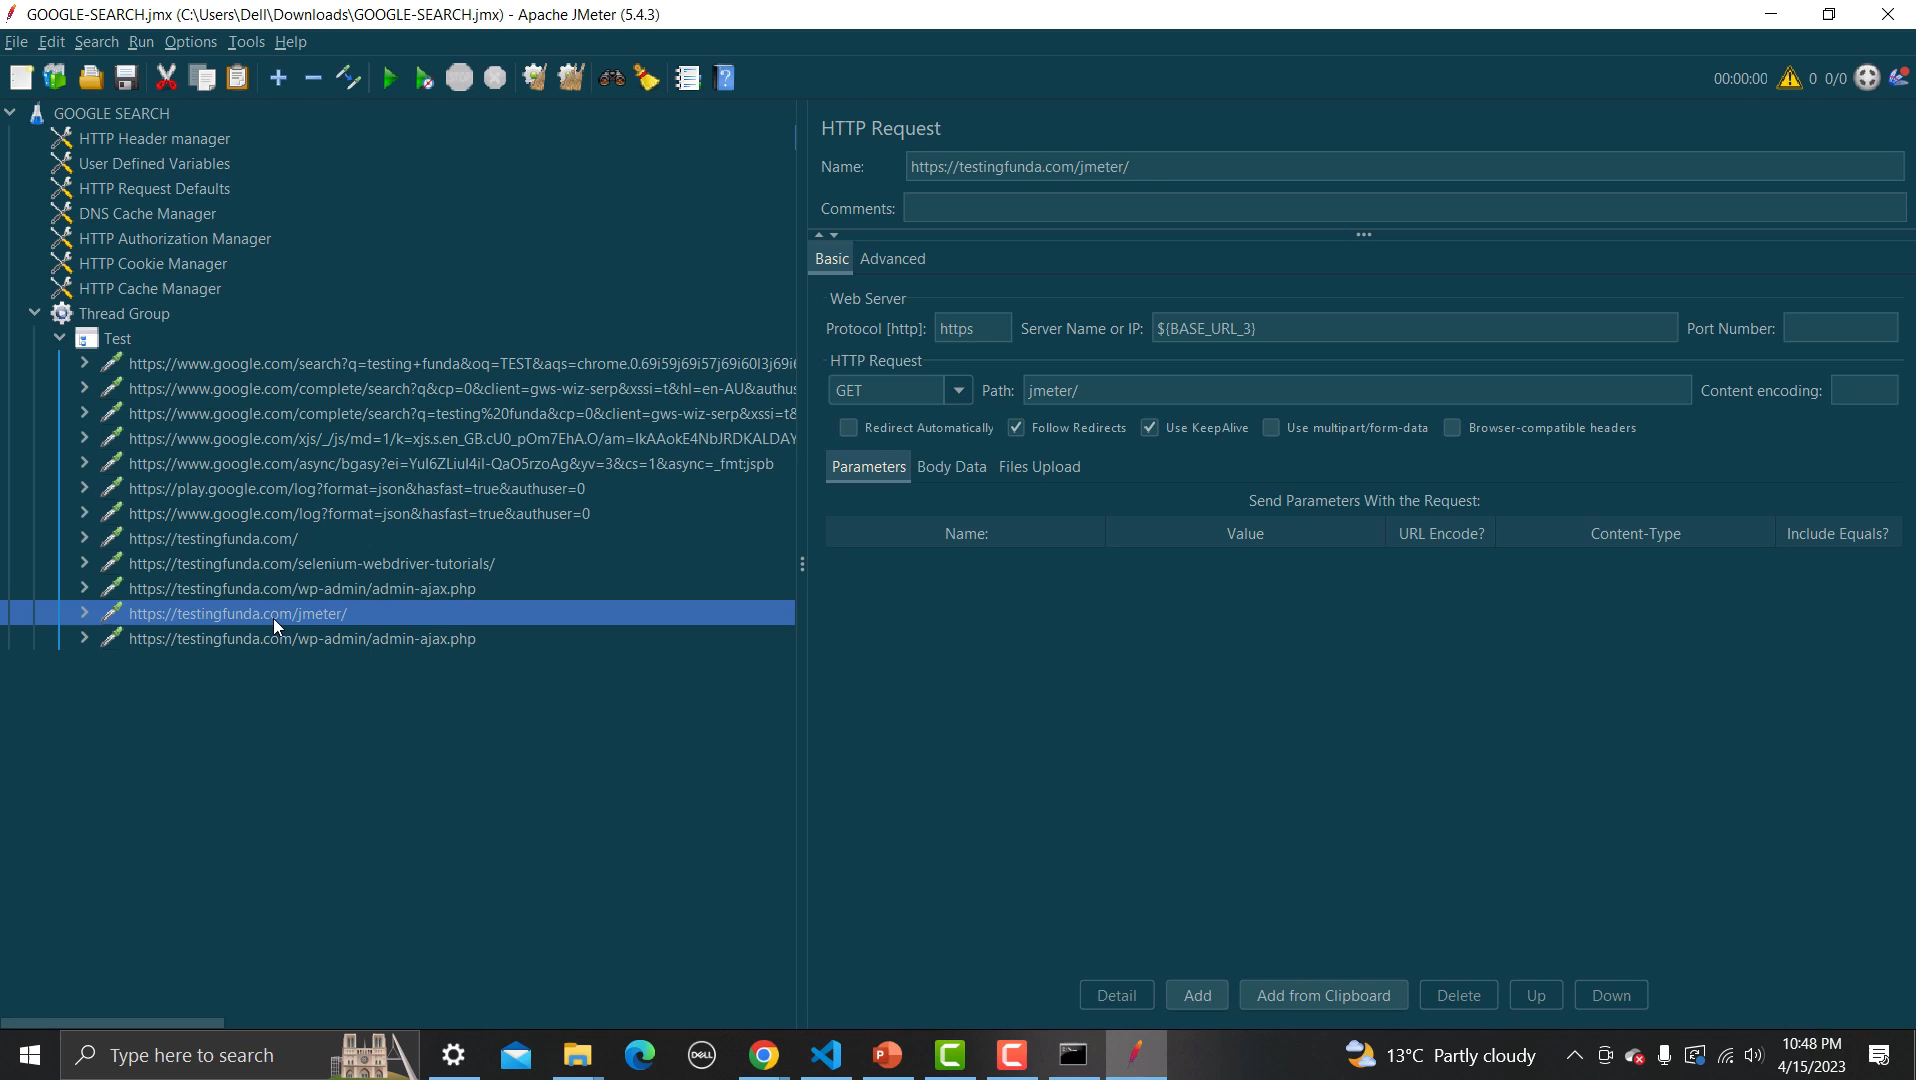 GOOGLE-SEARCH.jmx (C:\Users\Dell\Downloads\GOOGLE-SEARCH.jmx) - Apache JMeter (5.4.3)
File Edit Search Run Options Tools Help
STOP
00:00:00 0 0/0
GOOGLE SEARCH
HTTP Header manager
User Defined Variables
HTTP Request Defaults
DNS Cache Manager
HTTP Authorization Manager
HTTP Cookie Manager
HTTP Cache Manager
Thread Group
Test
https://www.google.com/search?q=testing+funda&oq=TEST&aqs=chrome.0.69i59j69i57j69i60l3j69i6
https://www.google.com/complete/search?q&cp=0&client=gws-wiz-serp&xssi=t&hl=en-AU&authus
https://www.google.com/complete/search?q=testing%20funda&cp=0&client=gws-wiz-serp&xssi=t&
https://www.google.com/xjs/_/js/md=1/k=xjs.s.en_GB.cU0_pOm7EhA.O/am=IkAAokE4NbJRDKALDAY
https://www.google.com/async/bgasy?ei=YuI6ZLiuI4iI-QaO5rzoAg&yv=3&cs=1&async=_fmt:jspb
https://play.google.com/log?format=json&hasfast=true&authuser=0
https://www.google.com/log?format=json&hasfast=true&authuser=0
https://testingfunda.com/
https://testingfunda.com/selenium-webdriver-tutorials/
https://testingfunda.com/wp-admin/admin-ajax.php
https://testingfunda.com/jmeter/
https://testingfunda.com/wp-admin/admin-ajax.php
HTTP Request
Name: https://testingfunda.com/jmeter/
Comments:
Basic Advanced
Web Server
Protocol [http]: https Server Name or IP: ${BASE_URL_3} Port Number:
HTTP Request
GET Path: jmeter/ Content encoding:
Redirect Automatically Follow Redirects Use KeepAlive Use multipart/form-data Browser-compatible headers
Parameters Body Data Files Upload
Send Parameters With the Request:
Name: Value URL Encode? Content-Type Include Equals?
Detail Add Add from Clipboard Delete Up Down
Type here to search
DELL
13°C Partly cloudy
10:48 PM
4/15/2023